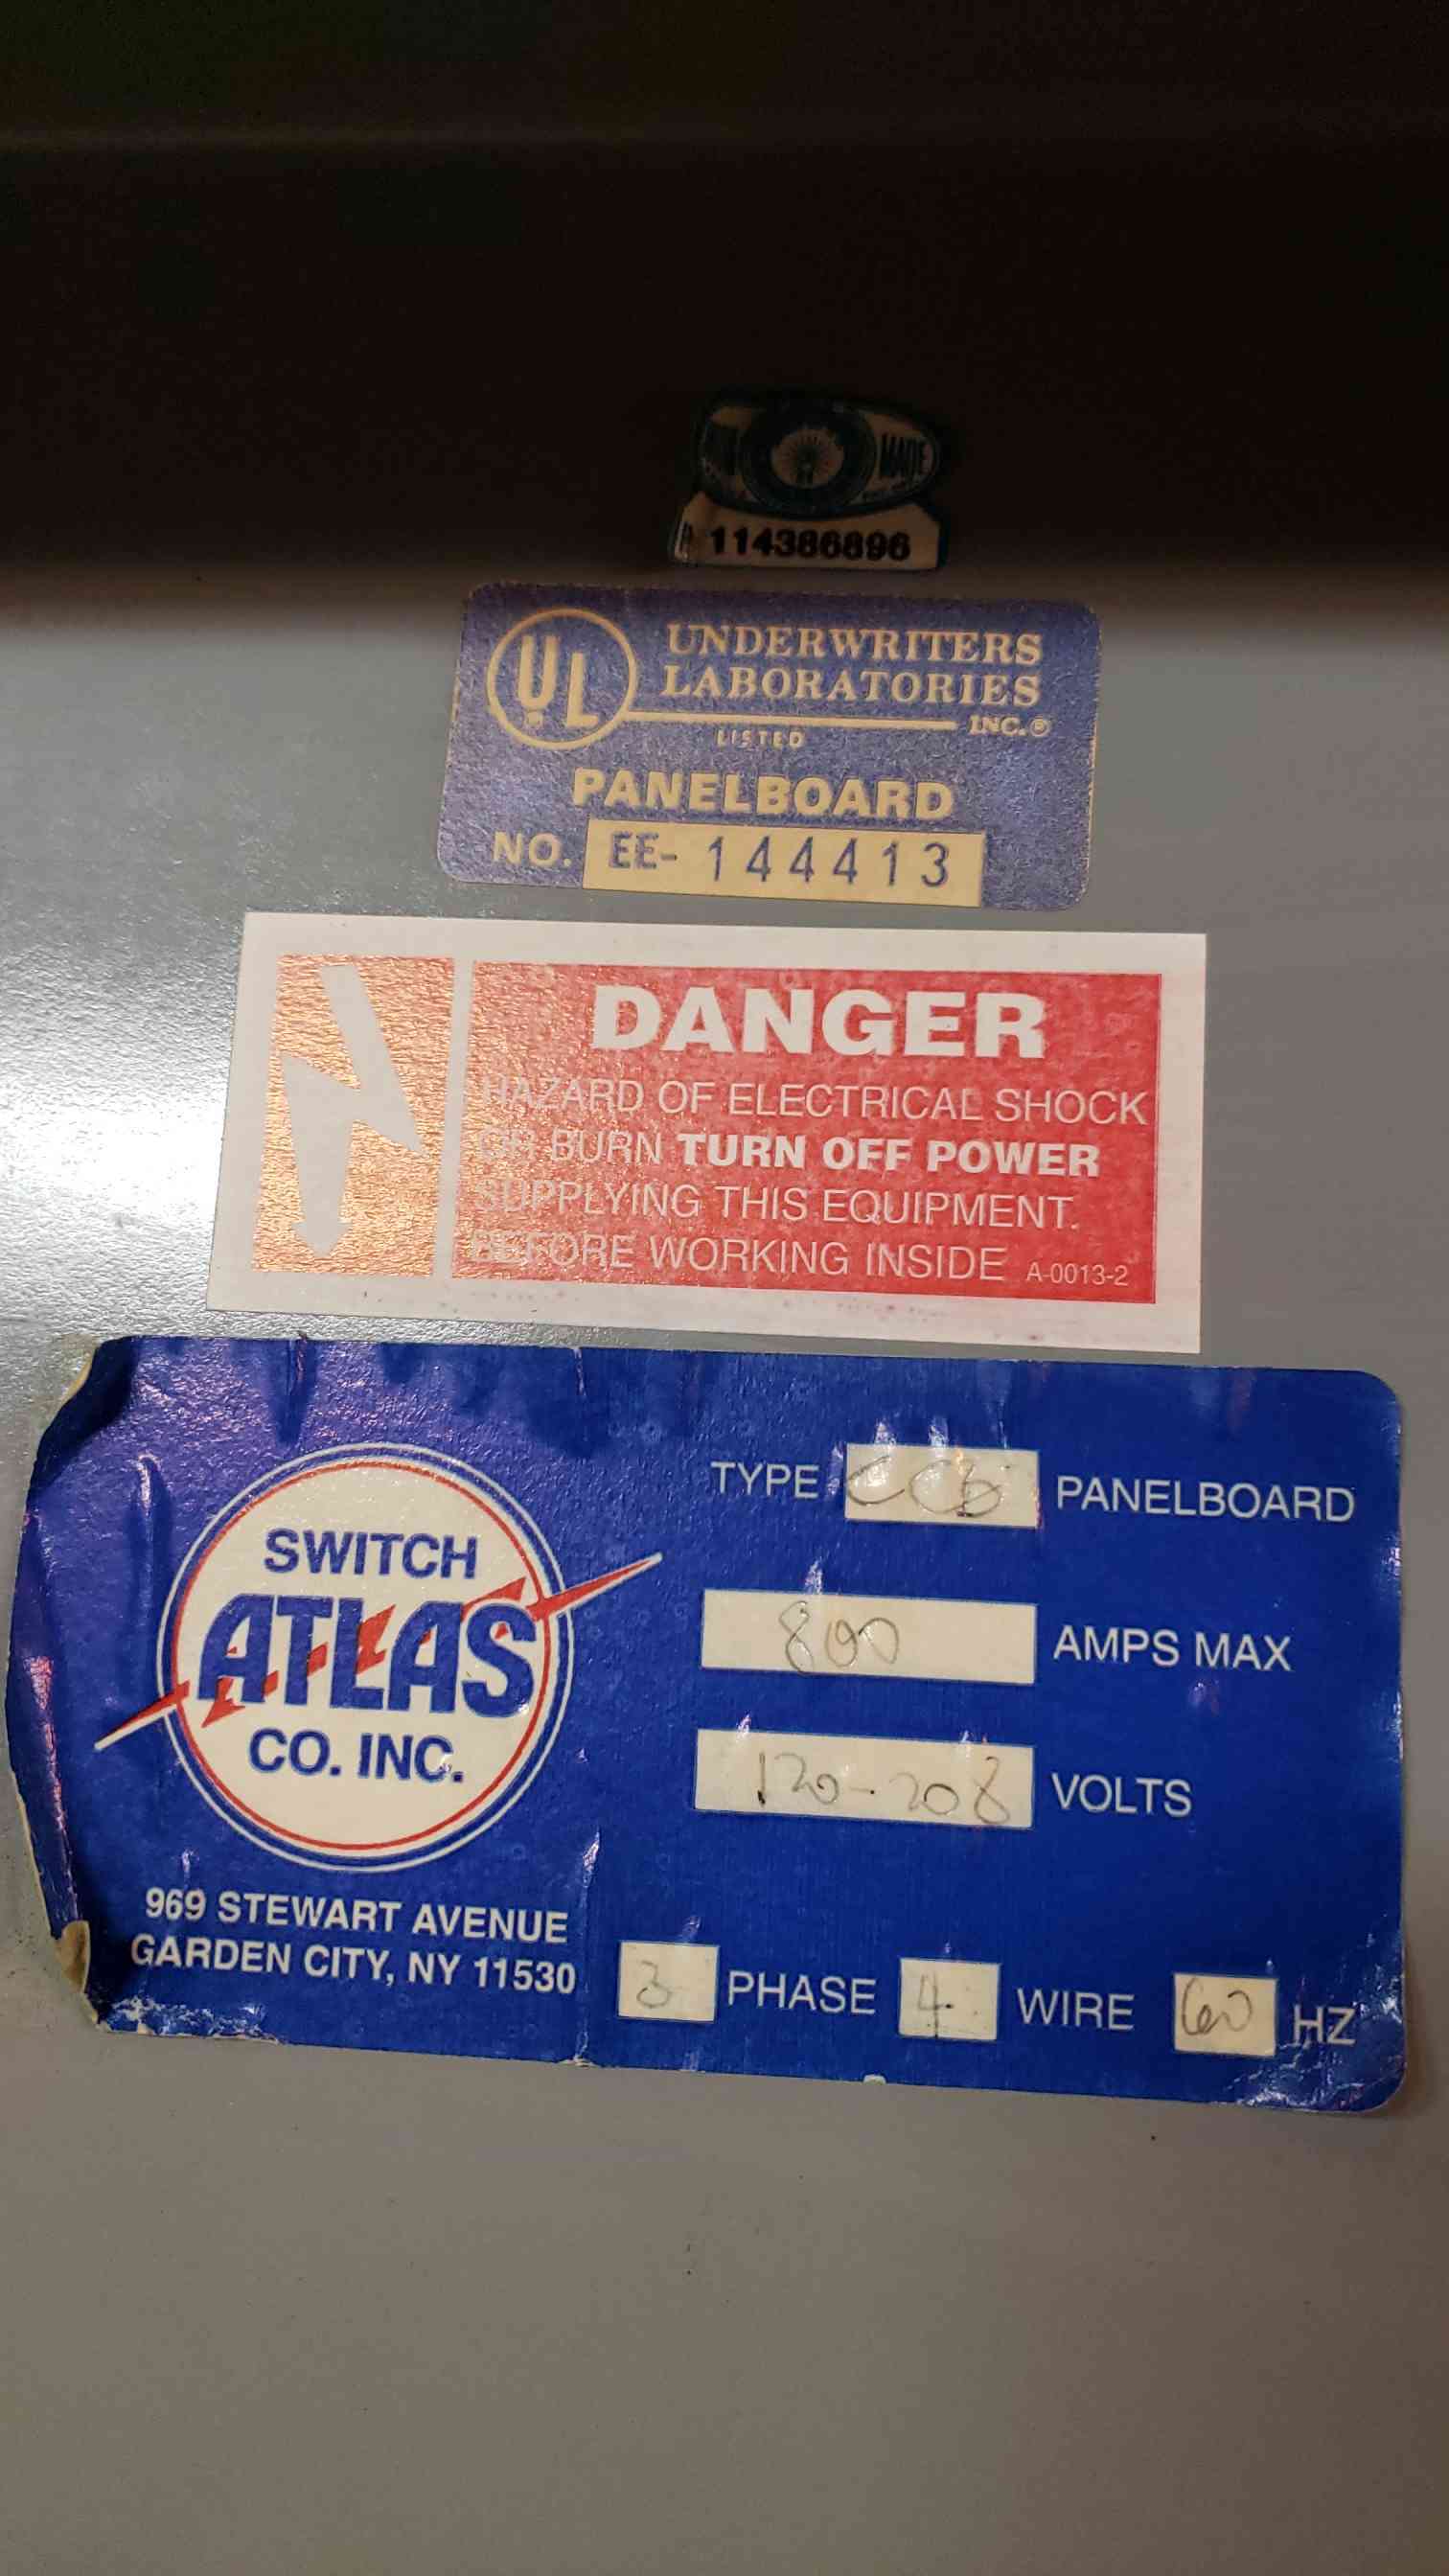 MADE
114386896
UL
UNDERWRITERS
LABORATORIES
INC.®
LISTED
PANELBOARD
NO. EE- 144413
DANGER
HAZARD OF ELECTRICAL SHOCK
OR BURN TURN OFF POWER
SUPPLYING THIS EQUIPMENT.
BEFORE WORKING INSIDE A-0013-2
SWITCH
ATLAS
CO. INC.
969 STEWART AVENUE
GARDEN CITY, NY 11530
TYPE CCB PANELBOARD
800 AMPS MAX
120-208 VOLTS
3 PHASE 4 WIRE 60 HZ